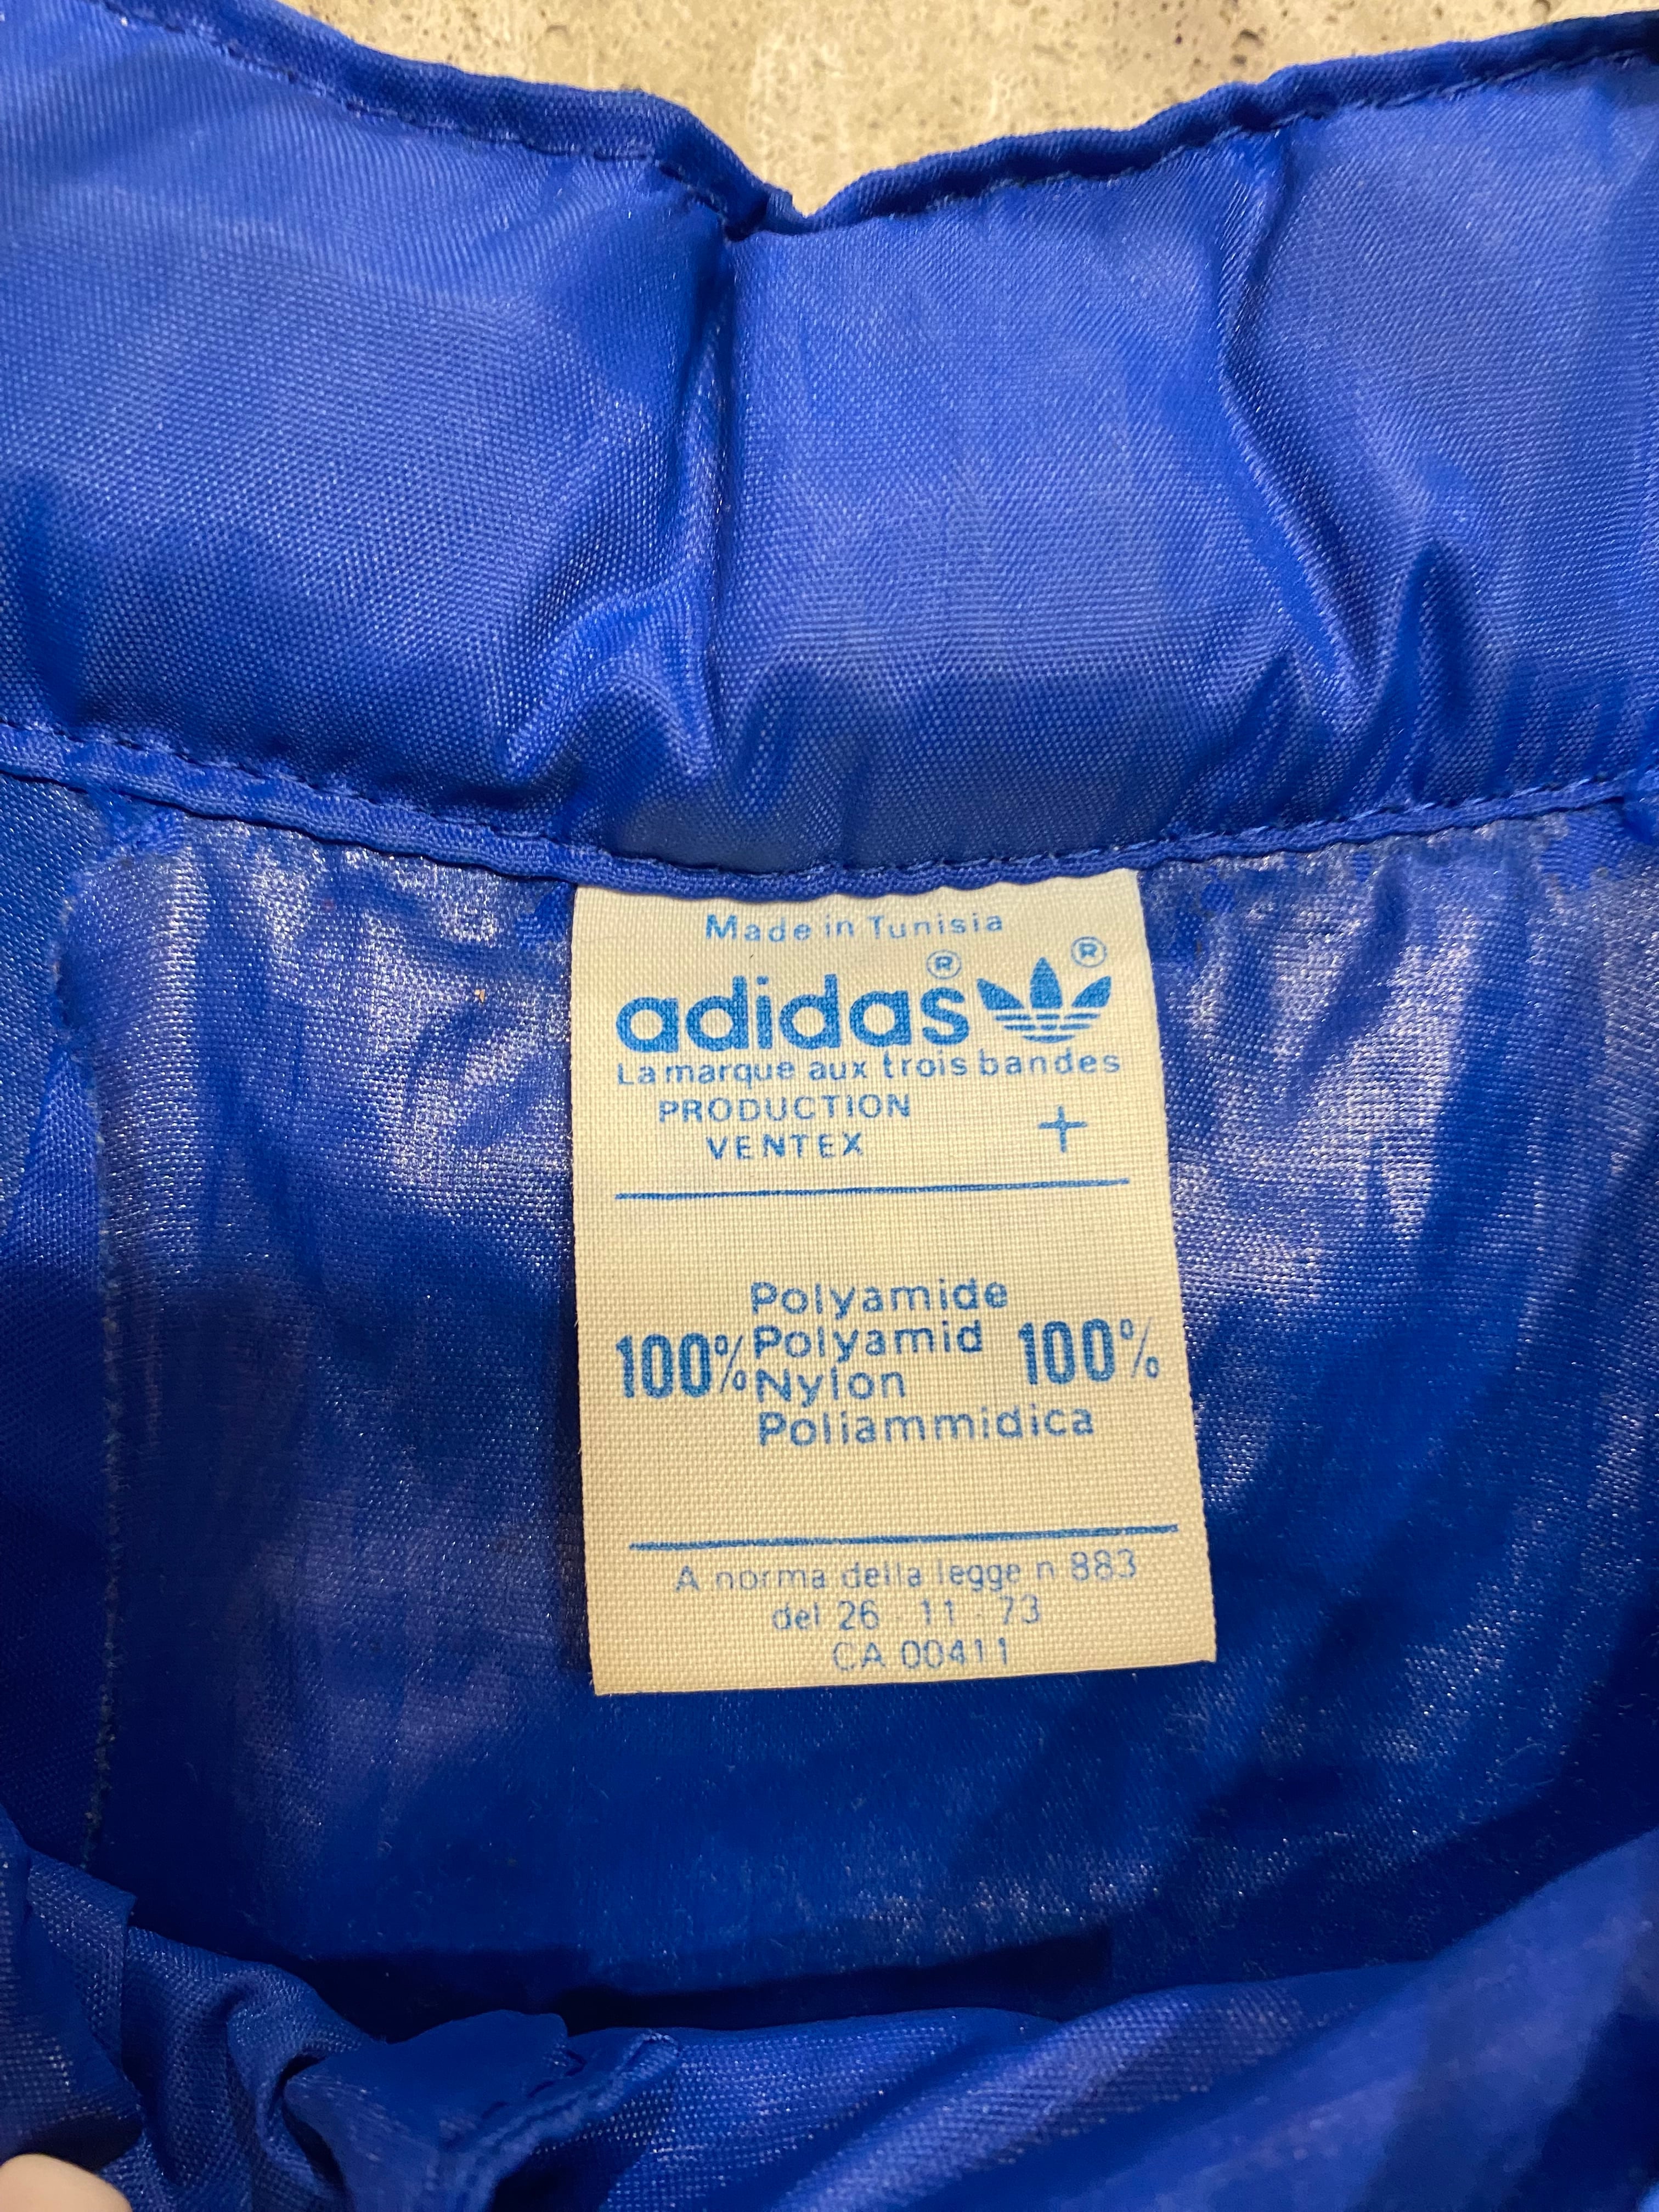 Made in Tunisia
adidas® ®
La marque aux trois bandes
PRODUCTION
VENTEX +
Polyamide
100% Polyamid 100%
Nylon
Poliammidica
A norma della legge n 883
del 26 - 11 - 73
CA 00411